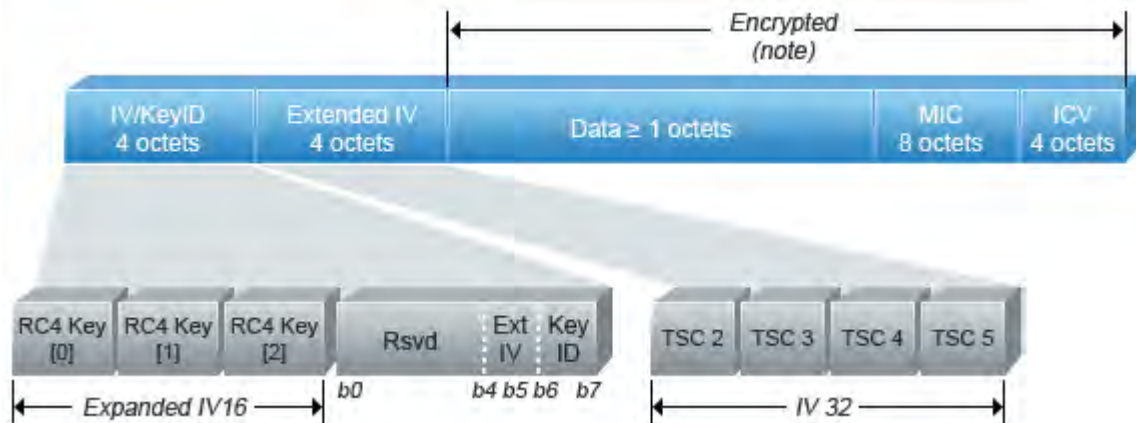 Encrypted
(note)
IV/KeyID
4 octets
Extended IV
4 octets
Data ≥ 1 octets
MIC
8 octets
ICV
4 octets
RC4 Key
[0]
RC4 Key
[1]
RC4 Key
[2]
Rsvd
Ext
IV
Key
ID
TSC 2
TSC 3
TSC 4
TSC 5
b0
b4 b5 b6
b7
Expanded IV16
IV 32